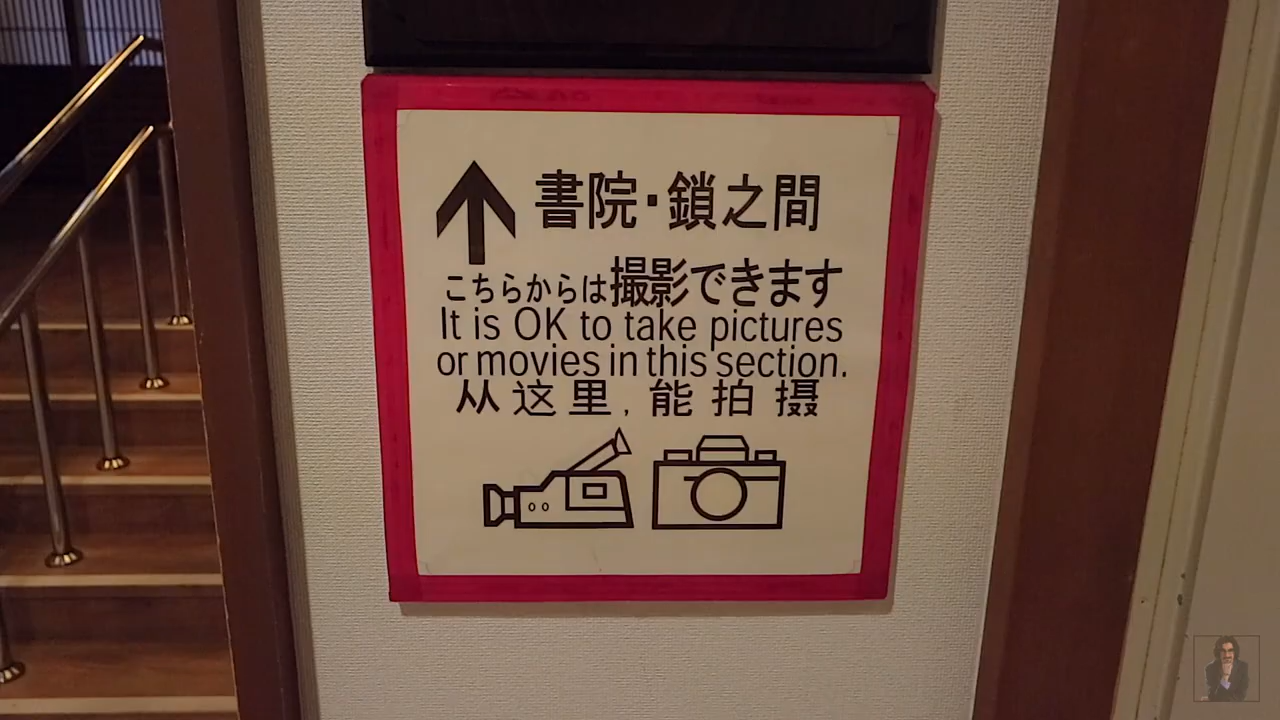 書院・鎖之間
こちらからは撮影できます
It is OK to take pictures
or movies in this section.
从这里,能拍摄